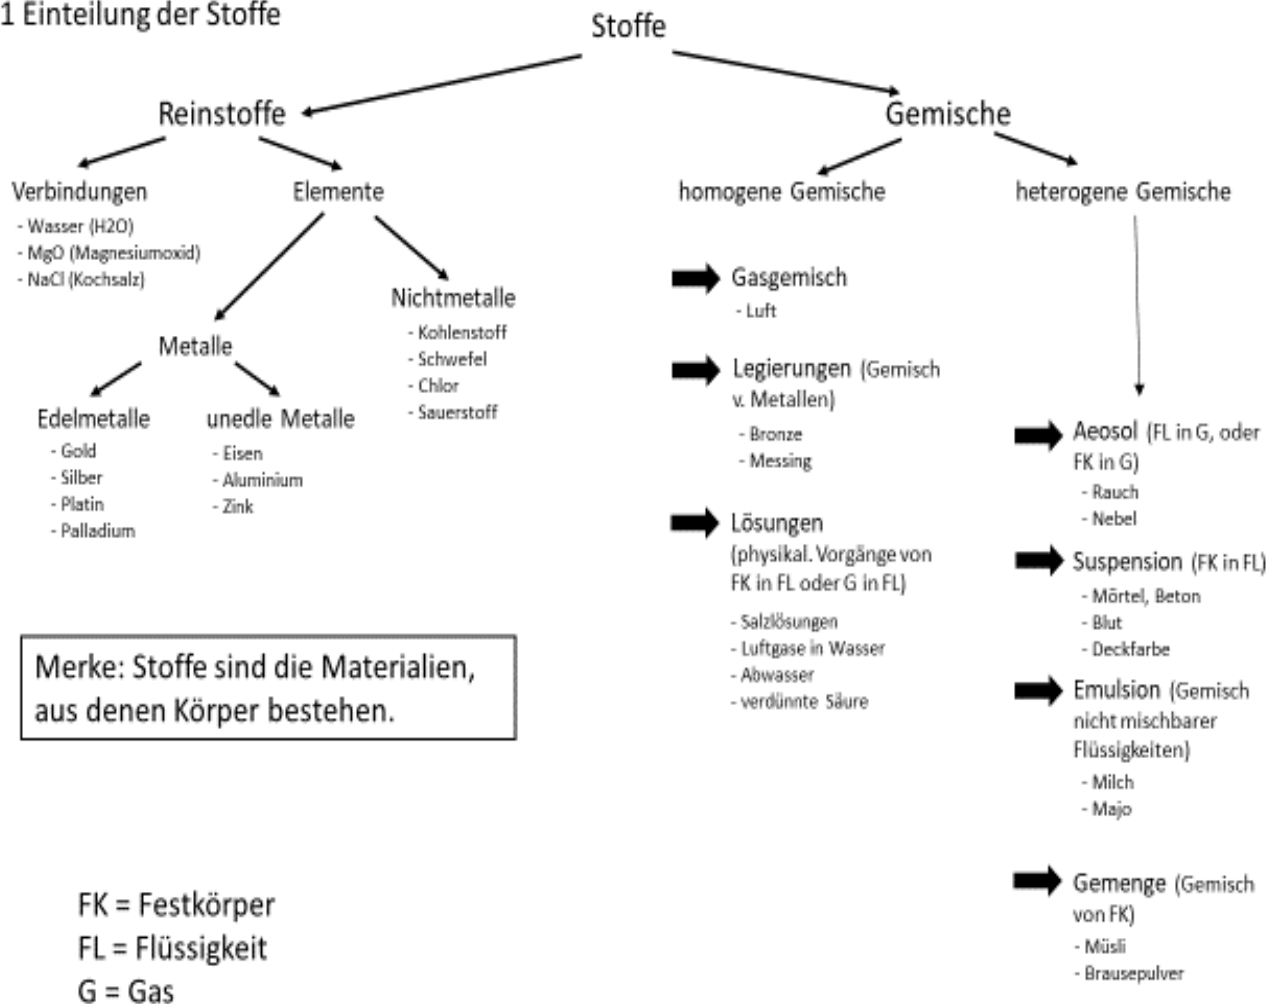 1 Einteilung der Stoffe
Stoffe
Reinstoffe
Gemische
Verbindungen
- Wasser (H2O)
- MgO (Magnesiumoxid)
- NaCl (Kochsalz)
Elemente
Nichtmetalle
- Kohlenstoff
- Schwefel
- Chlor
- Sauerstoff
Metalle
Edelmetalle
- Gold
- Silber
- Platin
- Palladium
unedle Metalle
- Eisen
- Aluminium
- Zink
homogene Gemische
Gasgemisch
- Luft
Legierungen (Gemisch
v. Metallen)
- Bronze
- Messing
Lösungen
(physikal. Vorgänge von
FK in FL oder G in FL)
- Salzlösungen
- Luftgase in Wasser
- Abwasser
- verdünnte Säure
heterogene Gemische
Aeosol (FL in G, oder
FK in G)
- Rauch
- Nebel
Suspension (FK in FL)
- Mörtel, Beton
- Blut
- Deckfarbe
Emulsion (Gemisch
nicht mischbarer
Flüssigkeiten)
- Milch
- Majo
Gemenge (Gemisch
von FK)
- Müsli
- Brausepulver
Merke: Stoffe sind die Materialien,
aus denen Körper bestehen.
FK = Festkörper
FL = Flüssigkeit
G = Gas